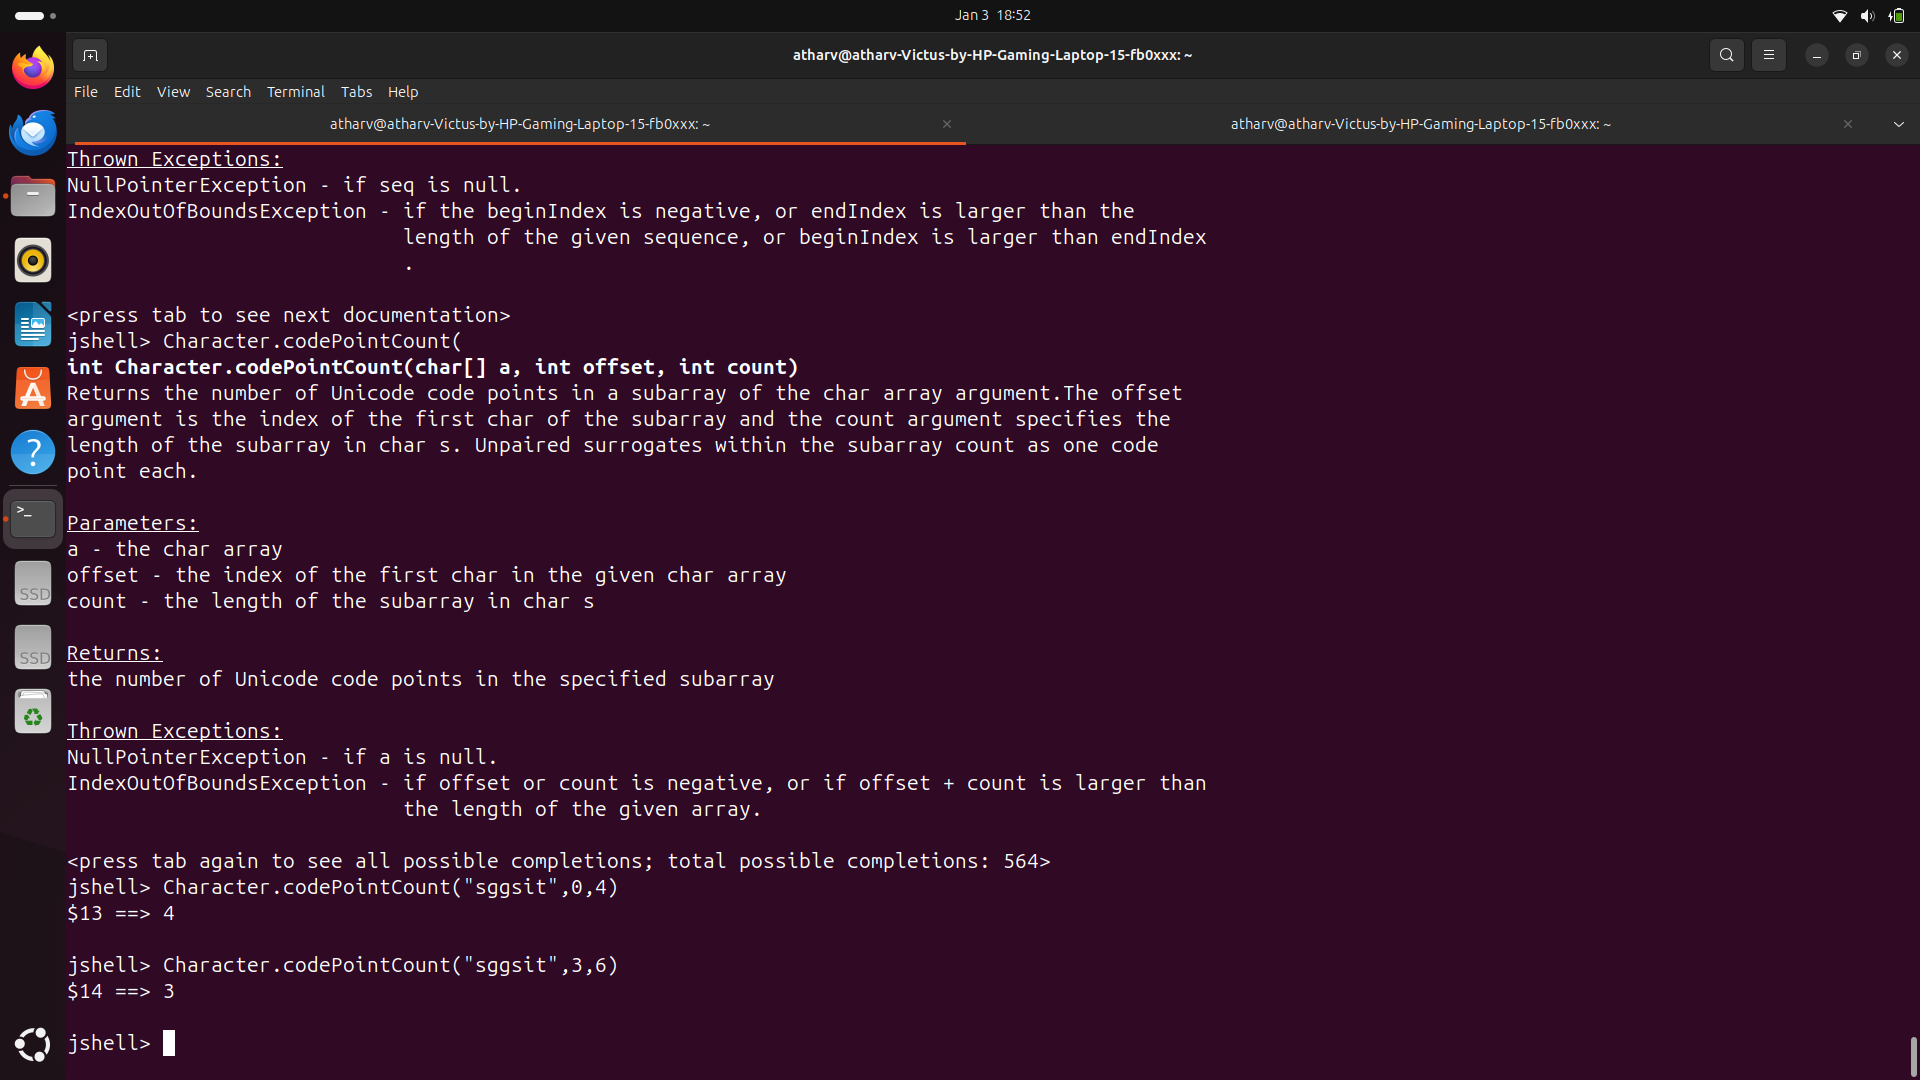 Jan 3 18:52
atharv@atharv-Victus-by-HP-Gaming-Laptop-15-fb0xxx: ~
File Edit View Search Terminal Tabs Help
atharv@atharv-Victus-by-HP-Gaming-Laptop-15-fb0xxx: ~
atharv@atharv-Victus-by-HP-Gaming-Laptop-15-fb0xxx: ~
Thrown Exceptions:
NullPointerException - if seq is null.
IndexOutOfBoundsException - if the beginIndex is negative, or endIndex is larger than the
length of the given sequence, or beginIndex is larger than endIndex
.
<press tab to see next documentation>
jshell> Character.codePointCount(
int Character.codePointCount(char[] a, int offset, int count)
Returns the number of Unicode code points in a subarray of the char array argument.The offset
argument is the index of the first char of the subarray and the count argument specifies the
length of the subarray in char s. Unpaired surrogates within the subarray count as one code
point each.
Parameters:
a - the char array
offset - the index of the first char in the given char array
count - the length of the subarray in char s
Returns:
the number of Unicode code points in the specified subarray
Thrown Exceptions:
NullPointerException - if a is null.
IndexOutOfBoundsException - if offset or count is negative, or if offset + count is larger than
the length of the given array.
<press tab again to see all possible completions; total possible completions: 564>
jshell> Character.codePointCount("sggsit",0,4)
$13 ==> 4
jshell> Character.codePointCount("sggsit",3,6)
$14 ==> 3
jshell>
SSD
SSD